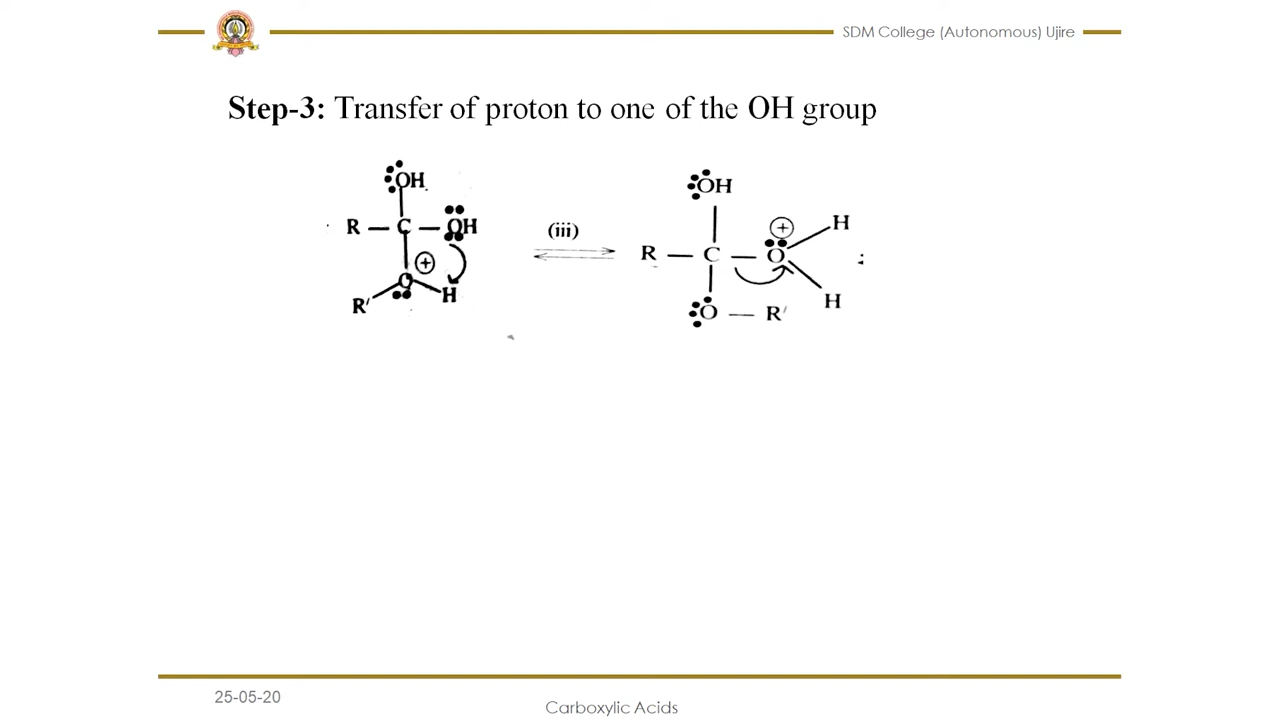 SDM College (Autonomous) Ujire
Step-3: Transfer of proton to one of the OH group
OH
R — C — OH
⊕
O
R' H
(iii)
OH
R — C — O
⊕
H
H
O — R'
25-05-20
Carboxylic Acids